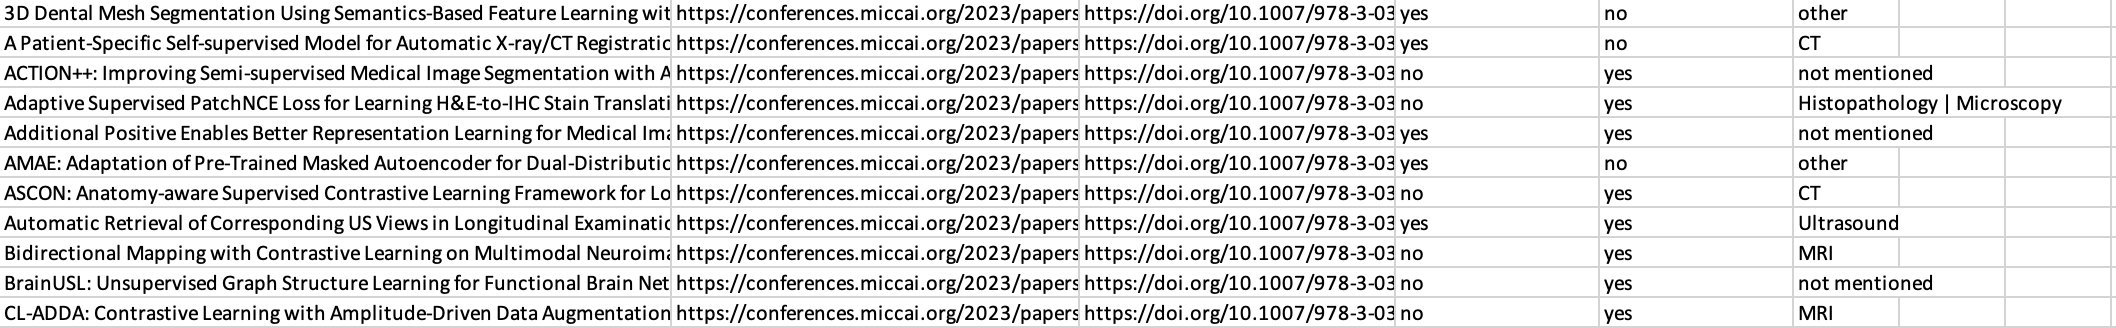 3D Dental Mesh Segmentation Using Semantics-Based Feature Learning wit https://conferences.miccai.org/2023/papers https://doi.org/10.1007/978-3-03 yes no other
A Patient-Specific Self-supervised Model for Automatic X-ray/CT Registratic https://conferences.miccai.org/2023/papers https://doi.org/10.1007/978-3-03 yes no CT
ACTION++: Improving Semi-supervised Medical Image Segmentation with A https://conferences.miccai.org/2023/papers https://doi.org/10.1007/978-3-03 no yes not mentioned
Adaptive Supervised PatchNCE Loss for Learning H&E-to-IHC Stain Translati https://conferences.miccai.org/2023/papers https://doi.org/10.1007/978-3-03 no yes Histopathology | Microscopy
Additional Positive Enables Better Representation Learning for Medical Ima https://conferences.miccai.org/2023/papers https://doi.org/10.1007/978-3-03 yes yes not mentioned
AMAE: Adaptation of Pre-Trained Masked Autoencoder for Dual-Distributic https://conferences.miccai.org/2023/papers https://doi.org/10.1007/978-3-03 yes no other
ASCON: Anatomy-aware Supervised Contrastive Learning Framework for Lo https://conferences.miccai.org/2023/papers https://doi.org/10.1007/978-3-03 no yes CT
Automatic Retrieval of Corresponding US Views in Longitudinal Examinatic https://conferences.miccai.org/2023/papers https://doi.org/10.1007/978-3-03 yes yes Ultrasound
Bidirectional Mapping with Contrastive Learning on Multimodal Neuroima https://conferences.miccai.org/2023/papers https://doi.org/10.1007/978-3-03 no yes MRI
BrainUSL: Unsupervised Graph Structure Learning for Functional Brain Net https://conferences.miccai.org/2023/papers https://doi.org/10.1007/978-3-03 no yes not mentioned
CL-ADDA: Contrastive Learning with Amplitude-Driven Data Augmentation https://conferences.miccai.org/2023/papers https://doi.org/10.1007/978-3-03 no yes MRI